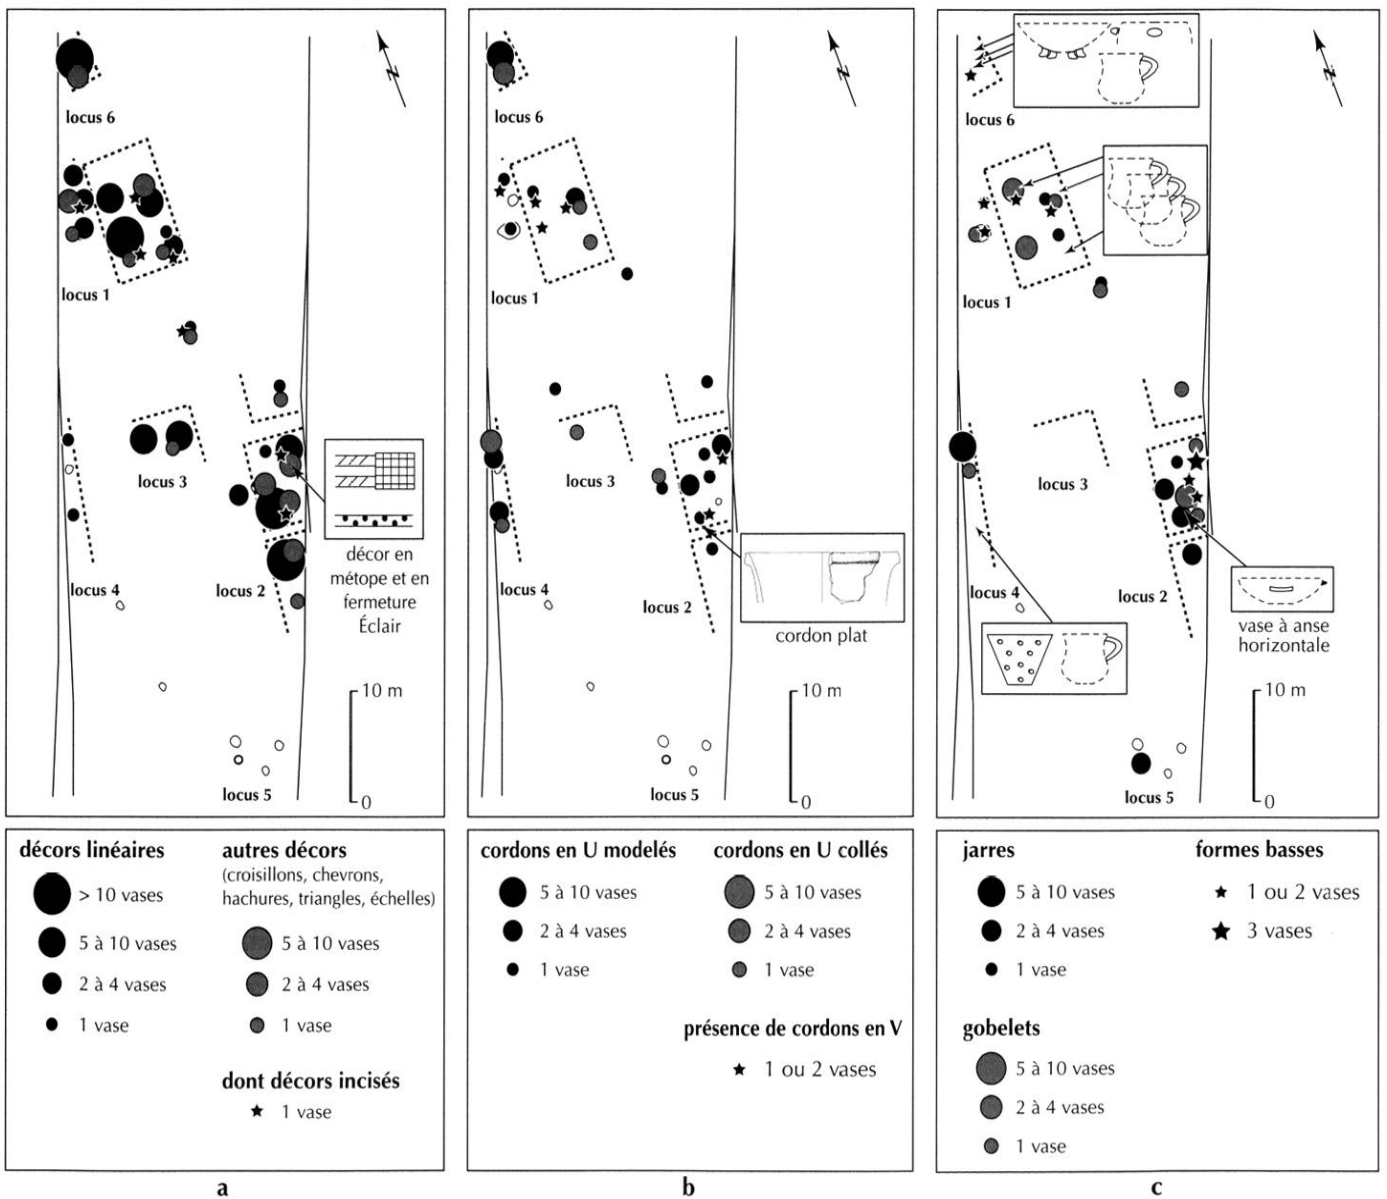 N
locus 6
locus 1
locus 3
locus 4
locus 2
décor en
métope et en
fermeture
Éclair
10 m
0
locus 5
décors linéaires
> 10 vases
5 à 10 vases
2 à 4 vases
1 vase
autres décors
(croisillons, chevrons,
hachures, triangles, échelles)
5 à 10 vases
2 à 4 vases
1 vase
dont décors incisés
1 vase
a
N
locus 6
locus 1
locus 3
locus 4
locus 2
cordon plat
10 m
0
locus 5
cordons en U modelés
5 à 10 vases
2 à 4 vases
1 vase
cordons en U collés
5 à 10 vases
2 à 4 vases
1 vase
présence de cordons en V
1 ou 2 vases
b
N
locus 6
locus 1
locus 3
locus 4
locus 2
vase à anse
horizontale
10 m
0
locus 5
jarres
5 à 10 vases
2 à 4 vases
1 vase
formes basses
1 ou 2 vases
3 vases
gobelets
5 à 10 vases
2 à 4 vases
1 vase
c